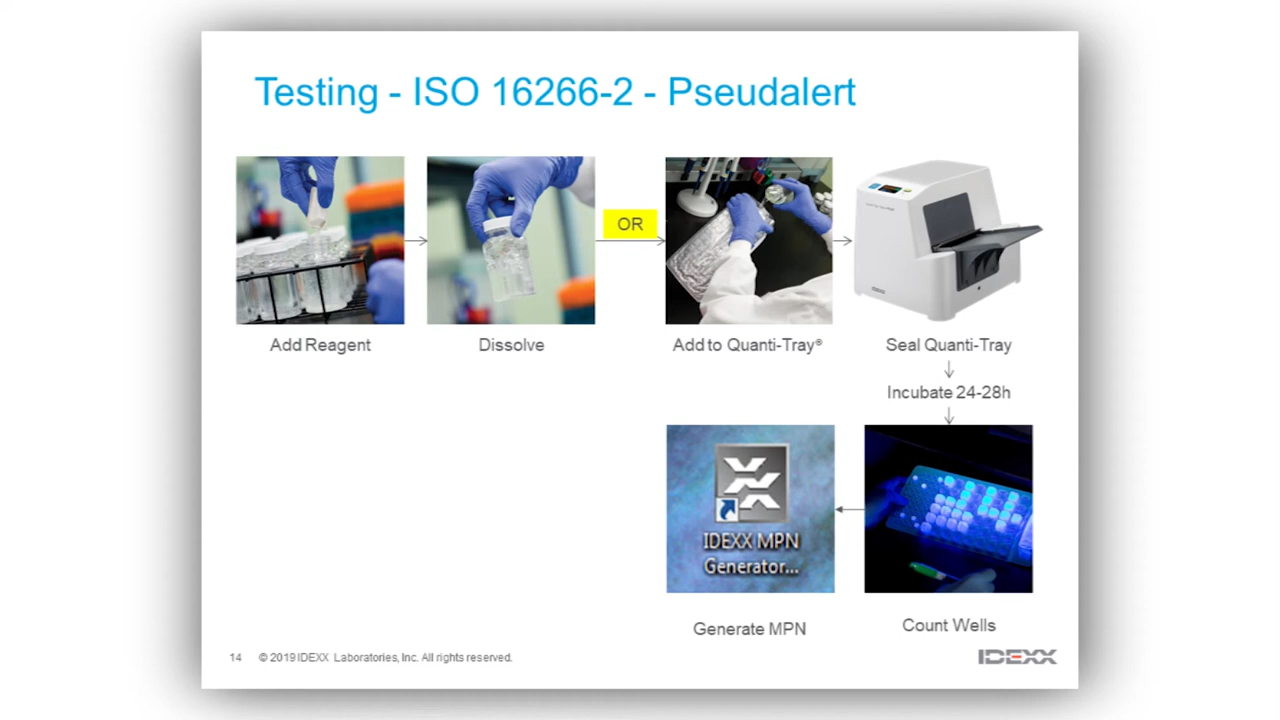 Testing - ISO 16266-2 - Pseudalert
OR
Add Reagent
Dissolve
Add to Quanti-Tray®
Seal Quanti-Tray
Incubate 24-28h
IDEXX MPN
Generator...
Generate MPN
Count Wells
14 © 2019 IDEXX Laboratories, Inc. All rights reserved.
IDEXX